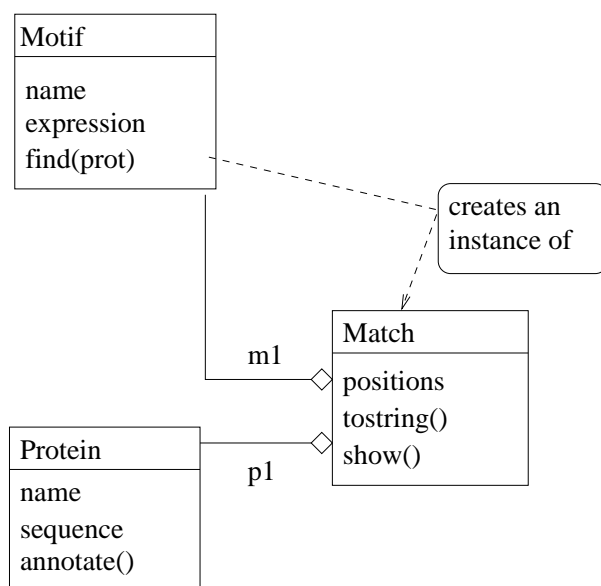 Motif
name
expression
find(prot)
creates an
instance of
Match
positions
tostring()
show()
m1
p1
Protein
name
sequence
annotate()